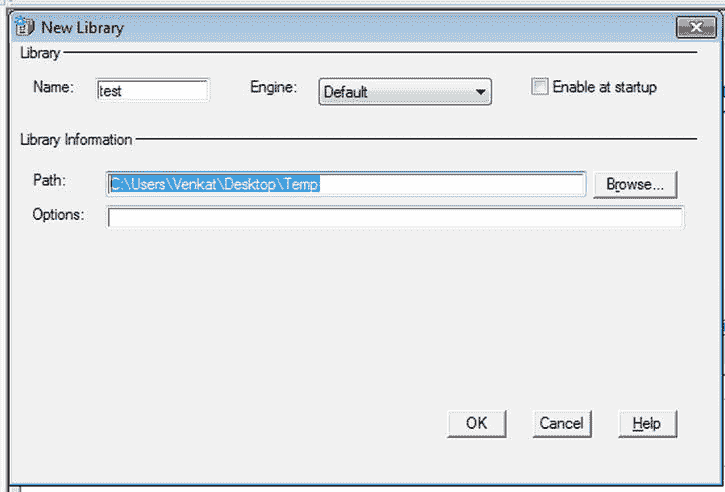 New Library
Library
Name: test Engine: Default Enable at startup
Library Information
Path: C:\Users\Venkat\Desktop\Temp Browse...
Options:
OK Cancel Help